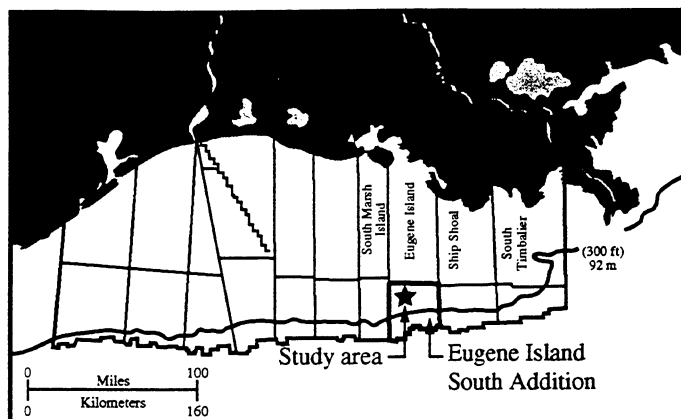 South Marsh
Island
Eugene Island
Ship Shoal
South
Timbalier
(300 ft)
92 m
Study area
Eugene Island
South Addition
0
100
Miles
Kilometers
0
160